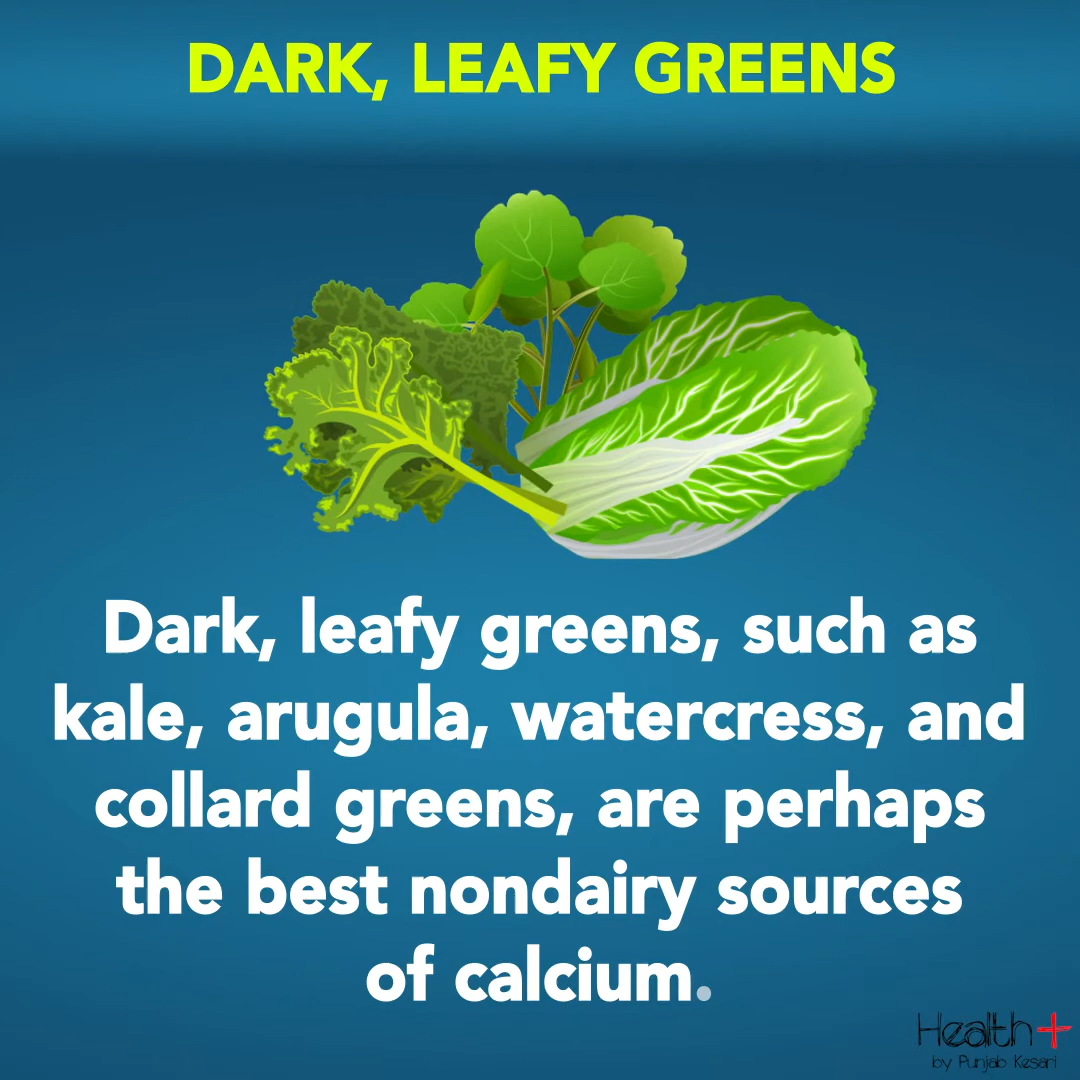 DARK, LEAFY GREENS
Dark, leafy greens, such as
kale, arugula, watercress, and
collard greens, are perhaps
the best nondairy sources
of calcium.
Health+
by Punjab Kesari